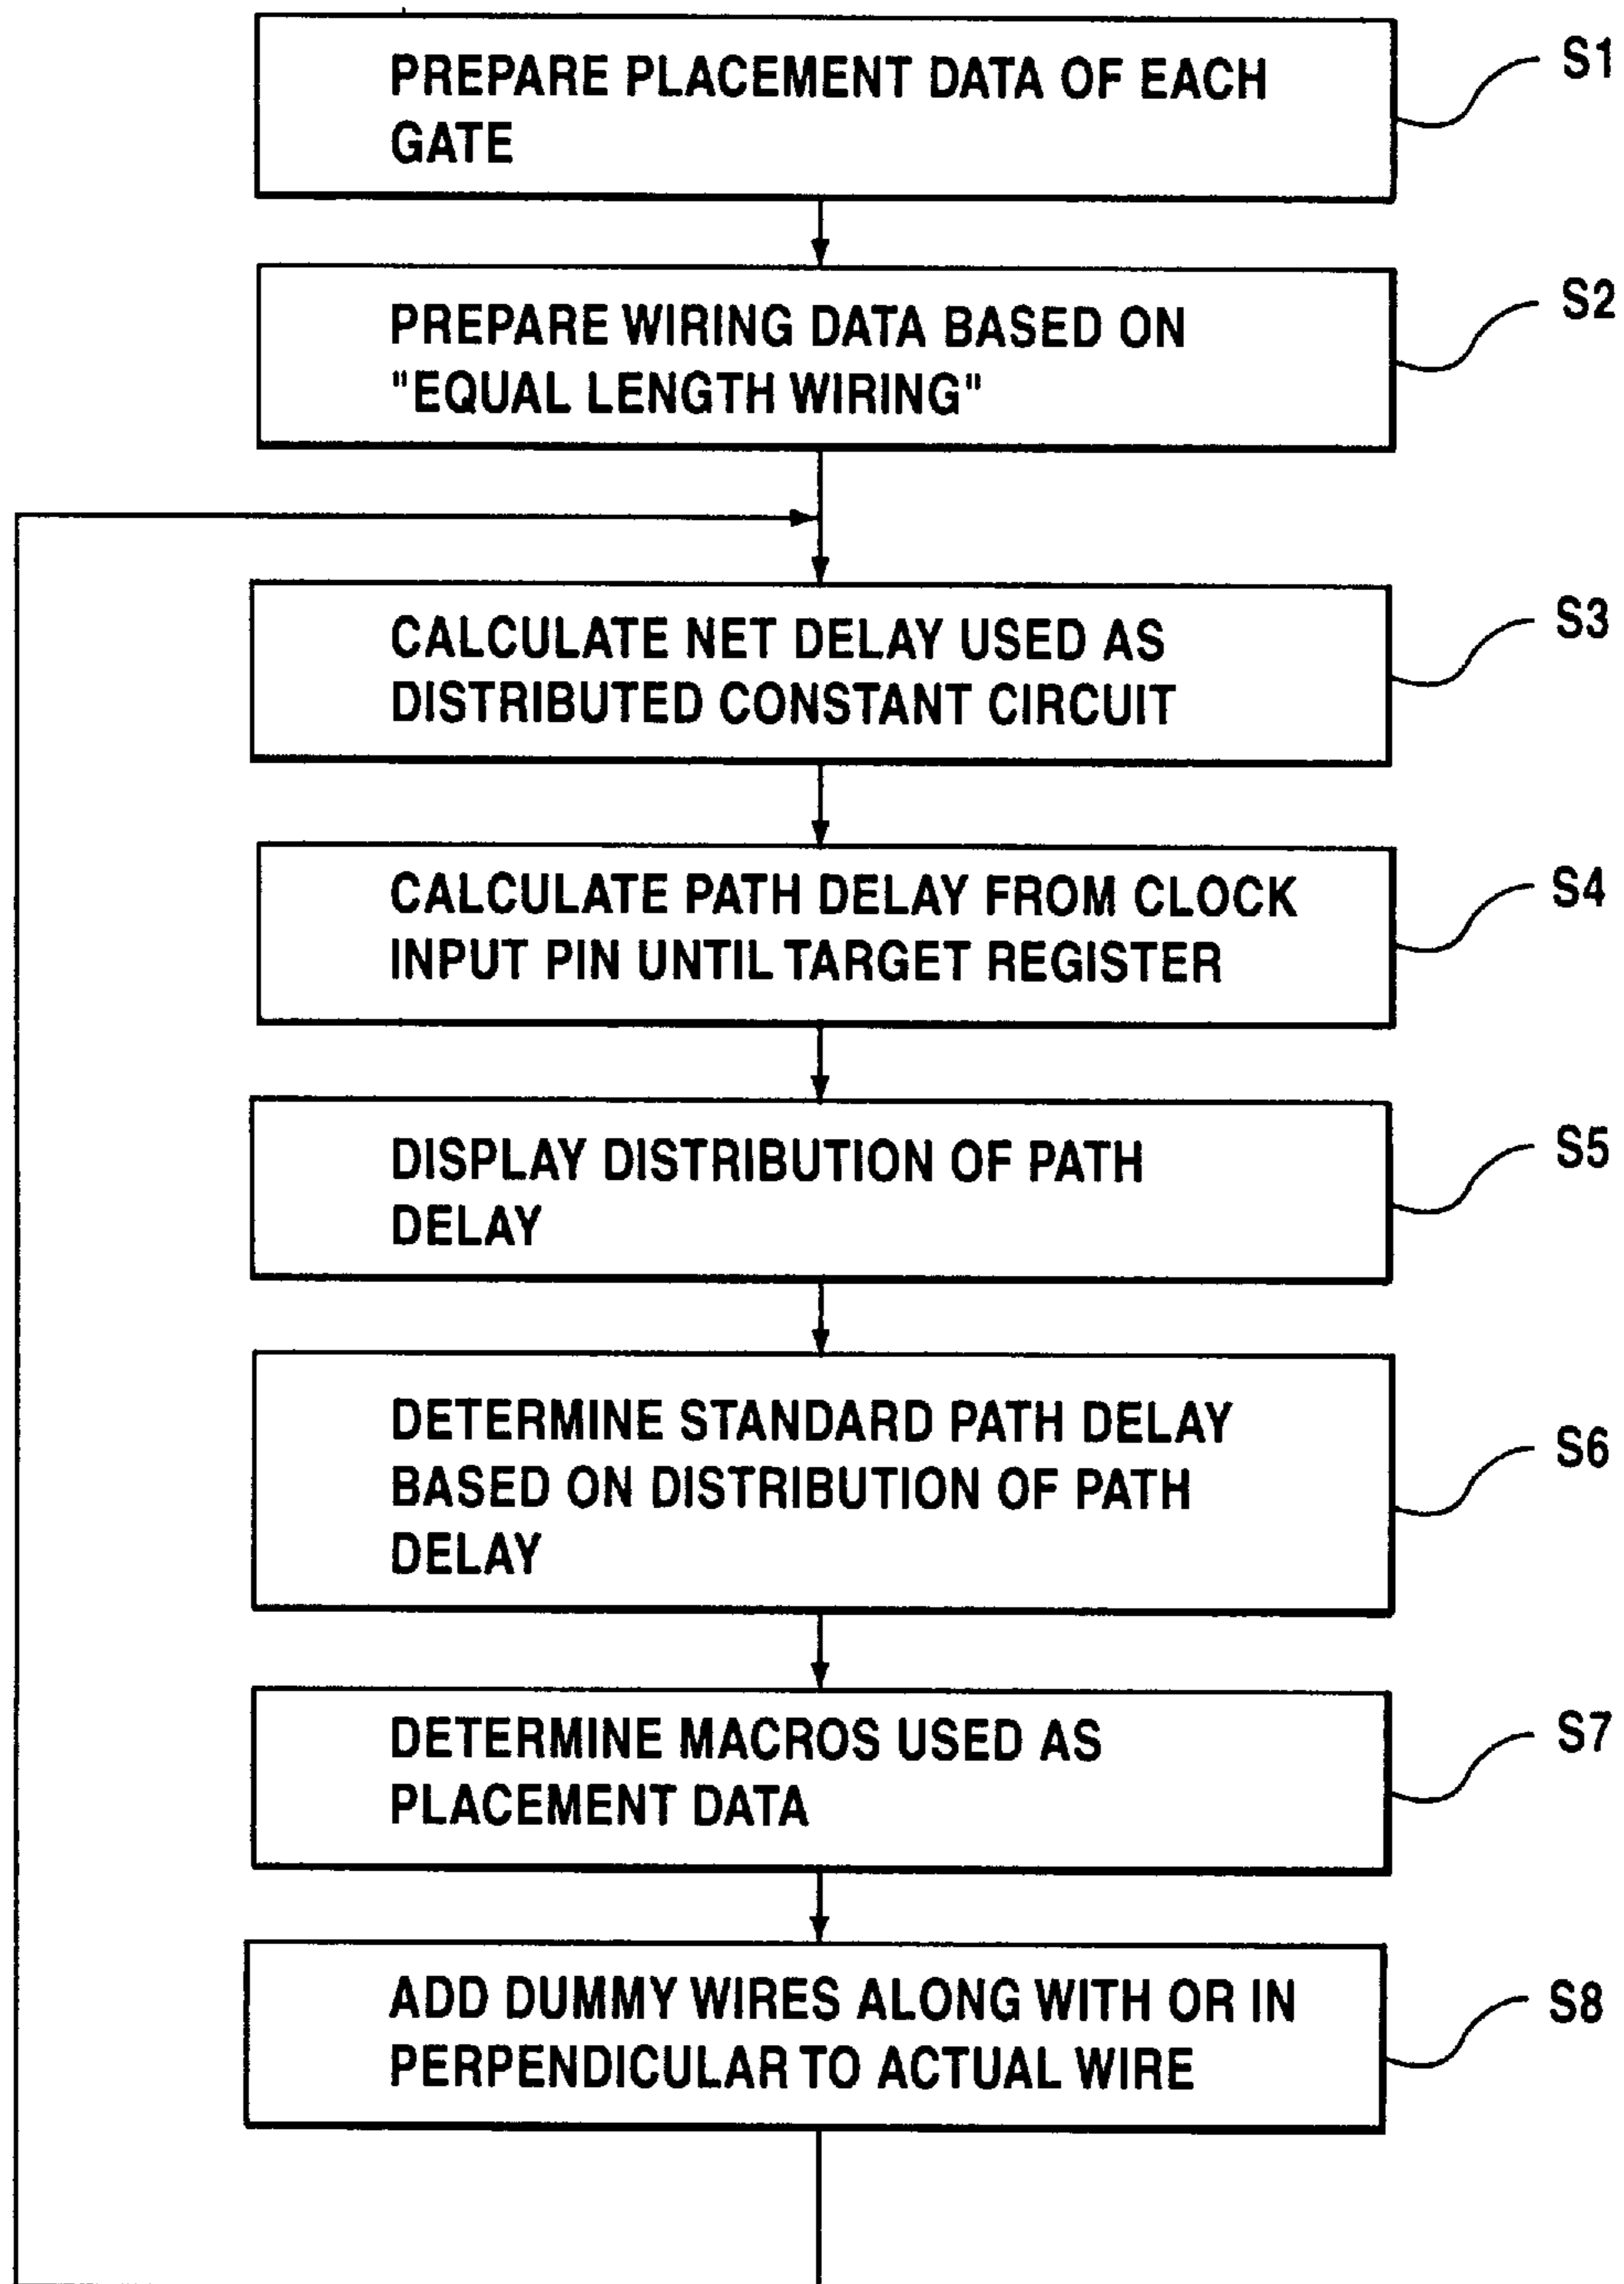 PREPARE PLACEMENT DATA OF EACH
GATE
S1
PREPARE WIRING DATA BASED ON
"EQUAL LENGTH WIRING"
S2
CALCULATE NET DELAY USED AS
DISTRIBUTED CONSTANT CIRCUIT
S3
CALCULATE PATH DELAY FROM CLOCK
INPUT PIN UNTIL TARGET REGISTER
S4
DISPLAY DISTRIBUTION OF PATH
DELAY
S5
DETERMINE STANDARD PATH DELAY
BASED ON DISTRIBUTION OF PATH
DELAY
S6
DETERMINE MACROS USED AS
PLACEMENT DATA
S7
ADD DUMMY WIRES ALONG WITH OR IN
PERPENDICULAR TO ACTUAL WIRE
S8